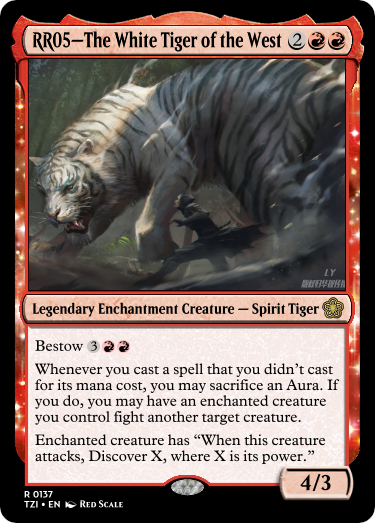 RR05—The White Tiger of the West 2
Legendary Enchantment Creature — Spirit Tiger
Bestow 3
Whenever you cast a spell that you didn't cast
for its mana cost, you may sacrifice an Aura. If
you do, you may have an enchanted creature
you control fight another target creature.
Enchanted creature has “When this creature
attacks, Discover X, where X is its power.”
4/3
R 0137
TZI • EN Red Scale
LY